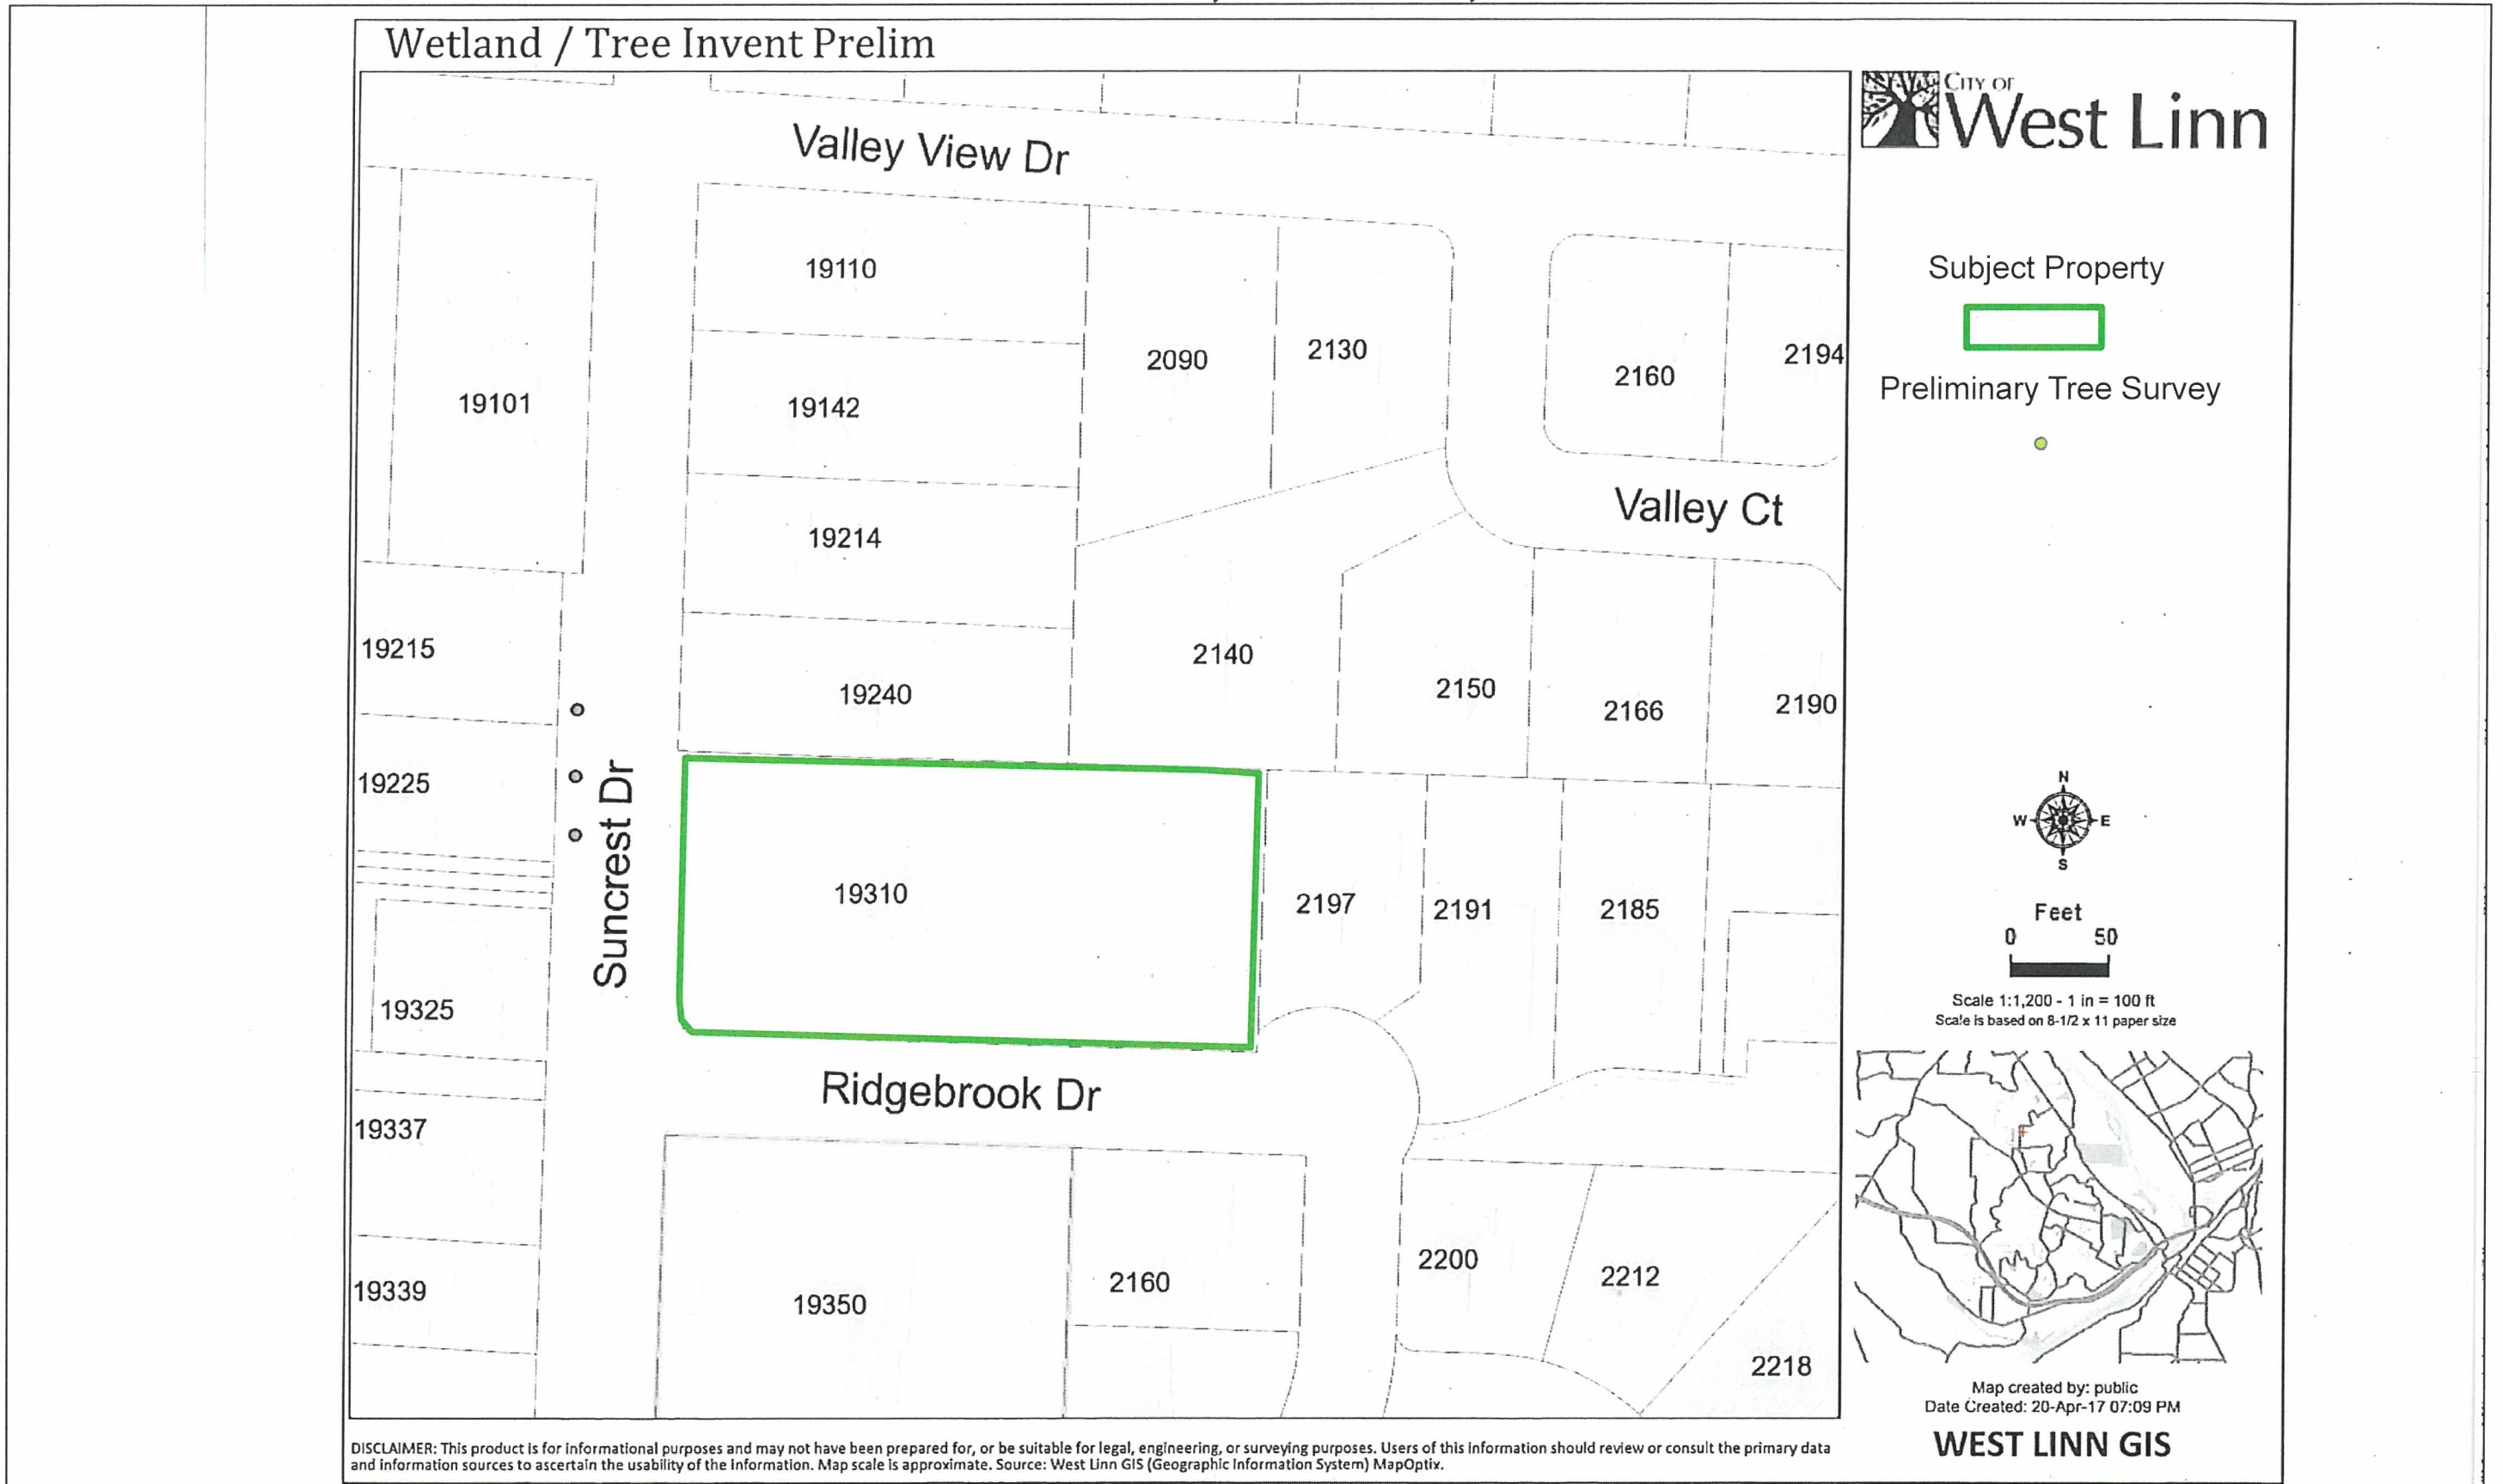 Wetland / Tree Invent Prelim
CITY OF
West Linn
Valley View Dr
19110
2090
2130
2160
2194
19101
19142
Valley Ct
19214
19215
2140
19240
2150
2166
2190
19225
Suncrest Dr
19310
2197
2191
2185
19325
Ridgebrook Dr
19337
19339
19350
2160
2200
2212
2218
Subject Property
Preliminary Tree Survey
N
W
E
S
Feet
0 50
Scale 1:1,200 - 1 in = 100 ft
Scale is based on 8-1/2 x 11 paper size
Map created by: public
Date Created: 20-Apr-17 07:09 PM
WEST LINN GIS
DISCLAIMER: This product is for informational purposes and may not have been prepared for, or be suitable for legal, engineering, or surveying purposes. Users of this information should review or consult the primary data
and information sources to ascertain the usability of the information. Map scale is approximate. Source: West Linn GIS (Geographic Information System) MapOptix.